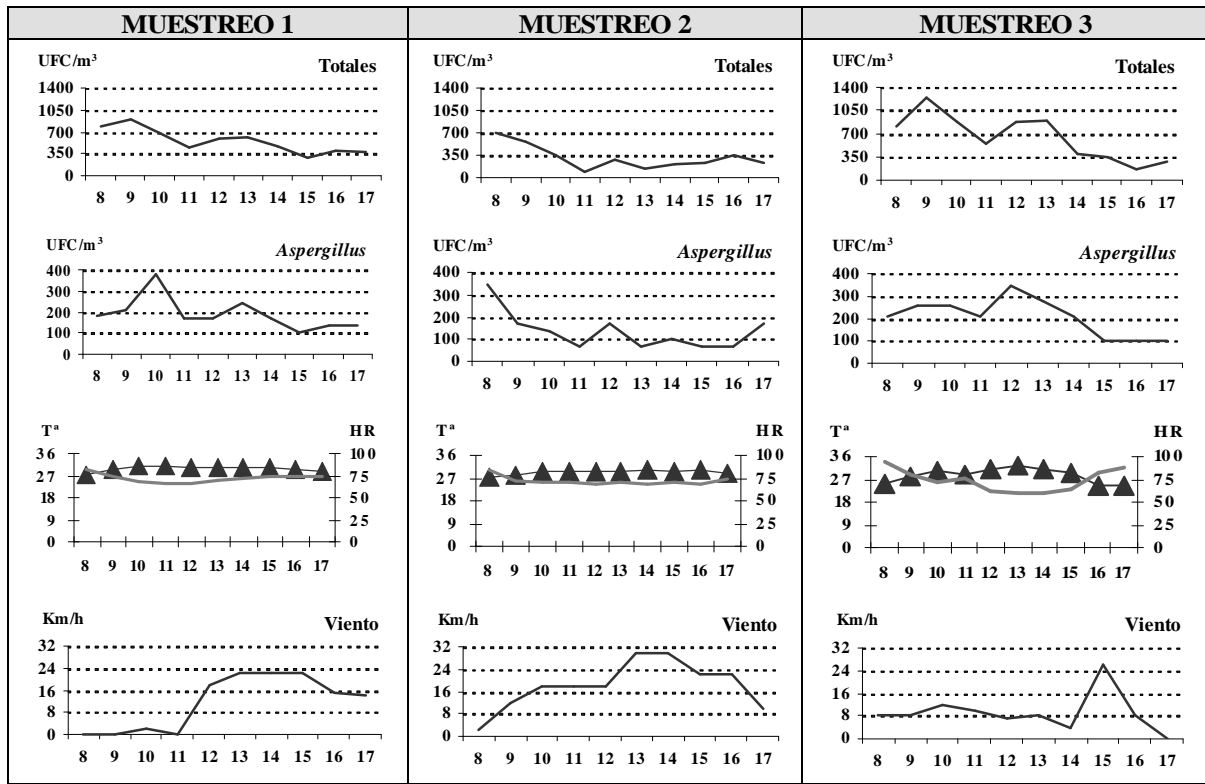 MUESTREO 1
UFC/m³ Totales
1400
1050
700
350
0
8 9 10 11 12 13 14 15 16 17
UFC/m³ Aspergillus
400
300
200
100
0
8 9 10 11 12 13 14 15 16 17
Tª HR
36 100
27 75
18 50
9 25
0 0
8 9 10 11 12 13 14 15 16 17
Km/h Viento
32
24
16
8
0
8 9 10 11 12 13 14 15 16 17
MUESTREO 2
UFC/m³ Totales
1400
1050
700
350
0
8 9 10 11 12 13 14 15 16 17
UFC/m³ Aspergillus
400
300
200
100
0
8 9 10 11 12 13 14 15 16 17
Tª HR
36 100
27 75
18 50
9 25
0 0
8 9 10 11 12 13 14 15 16 17
Km/h Viento
32
24
16
8
0
8 9 10 11 12 13 14 15 16 17
MUESTREO 3
UFC/m³ Totales
1400
1050
700
350
0
8 9 10 11 12 13 14 15 16 17
UFC/m³ Aspergillus
400
300
200
100
0
8 9 10 11 12 13 14 15 16 17
Tª HR
36 100
27 75
18 50
9 25
0 0
8 9 10 11 12 13 14 15 16 17
Km/h Viento
32
24
16
8
0
8 9 10 11 12 13 14 15 16 17